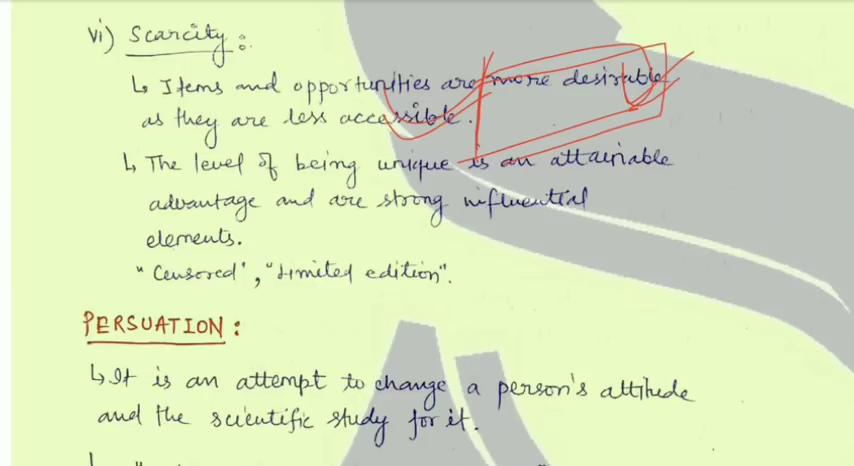 vi) Scarcity :
↳ Items and opportunities are more desirable
as they are less accessible.
↳ The level of being unique is an attainable
advantage and are strong influential
elements.
"Censored", "Limited edition".
PERSUATION :
↳ It is an attempt to change a person's attitude
and the scientific study for it.